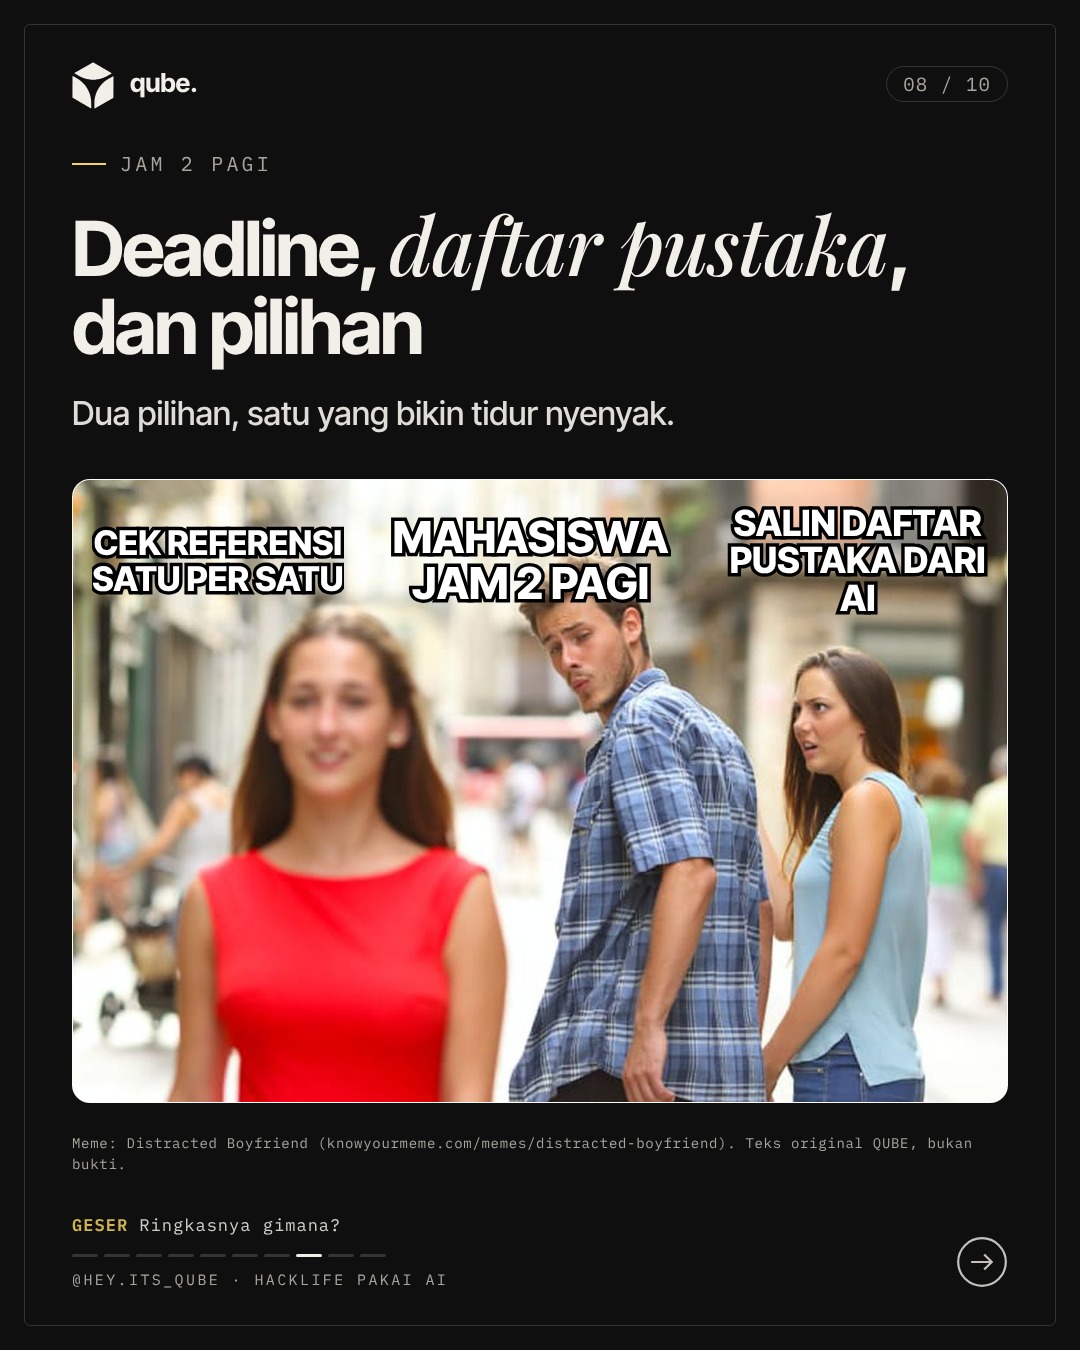 qube.
08 / 10
JAM 2 PAGI
Deadline, daftar pustaka,
dan pilihan
Dua pilihan, satu yang bikin tidur nyenyak.
CEK REFERENSI
SATU PER SATU
MAHASISWA
JAM 2 PAGI
SALIN DAFTAR
PUSTAKA DARI
AI
Meme: Distracted Boyfriend (knowyourmeme.com/memes/distracted-boyfriend). Teks original QUBE, bukan
bukti.
GESER Ringkasnya gimana?
@HEY.ITS_QUBE · HACKLIFE PAKAI AI